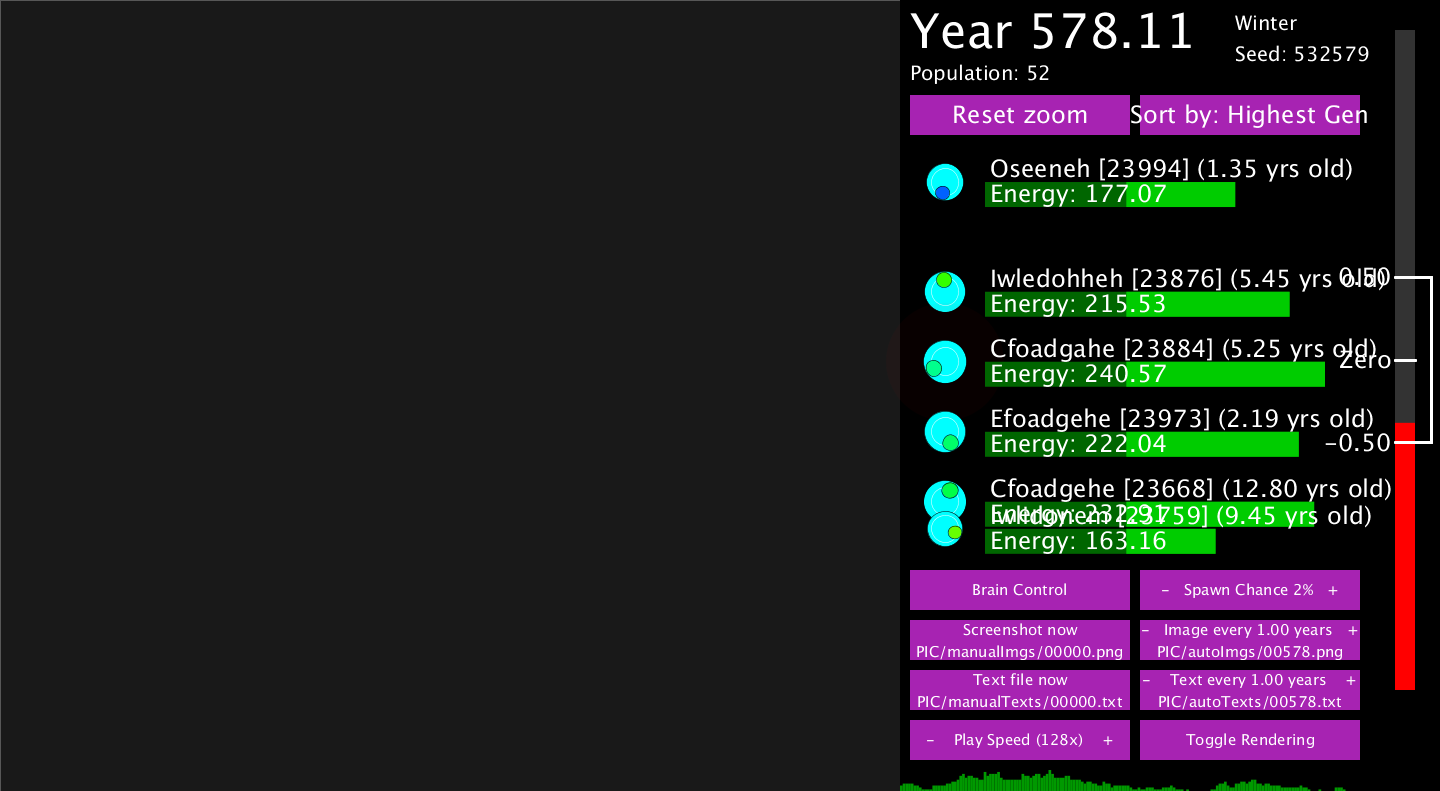 Year 578.11
Winter
Seed: 532579
Population: 52
Reset zoom
Sort by: Highest Gen
Oseeneh [23994] (1.35 yrs old)
Energy: 177.07
Iwledohheh [23876] (5.45 yrs old)
0.50
Energy: 215.53
Cfoadgahe [23884] (5.25 yrs old)
Zero
Energy: 240.57
Efoadgehe [23973] (2.19 yrs old)
Energy: 222.04
-0.50
Cfoadgehe [23668] (12.80 yrs old)
Energy: 232.91
[23759] (9.45 yrs old)
Energy: 163.16
Brain Control
- Spawn Chance 2% +
Screenshot now
PIC/manualImgs/00000.png
- Image every 1.00 years +
PIC/autoImgs/00578.png
Text file now
PIC/manualTexts/00000.txt
- Text every 1.00 years +
PIC/autoTexts/00578.txt
- Play Speed (128x) +
Toggle Rendering